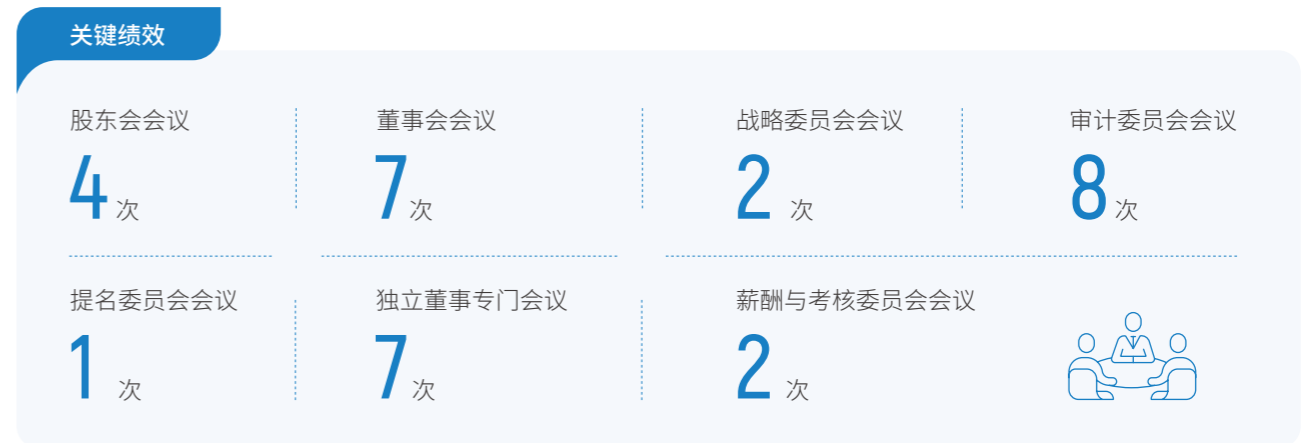 关键绩效
股东会会议
4 次
董事会会议
7 次
战略委员会会议
2 次
审计委员会会议
8 次
提名委员会会议
1 次
独立董事专门会议
7 次
薪酬与考核委员会会议
2 次